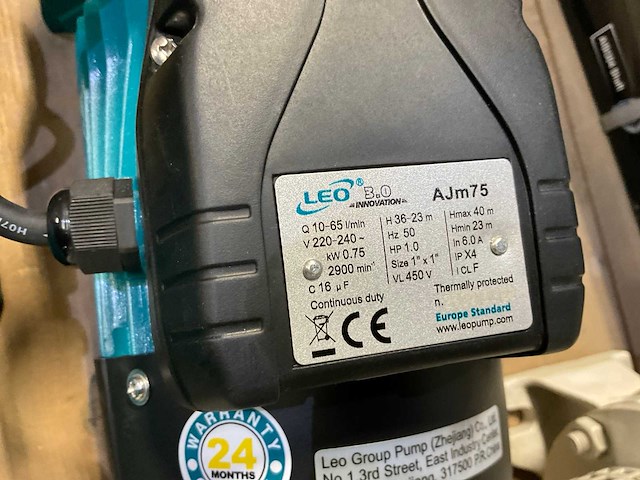 LEO® 3.0 INNOVATION AJm75
Q 10-65 l/min H 36-23 m Hmax 40 m
V 220-240~ Hz 50 Hmin 23 m
kW 0.75 HP 1.0 In 6.0 A
2900 min⁻¹ Size 1" x 1" IP X4
C 16 µF VL 450 V I CL F
Continuous duty Thermally protected
n.
CE Europe Standard
www.leopump.com
WARRANTY
24
MONTHS
Leo Group Pump (Zhejiang) Co., Ltd.
No.1,3rd Street, East Industry Center,
317500 P.R.China
H07